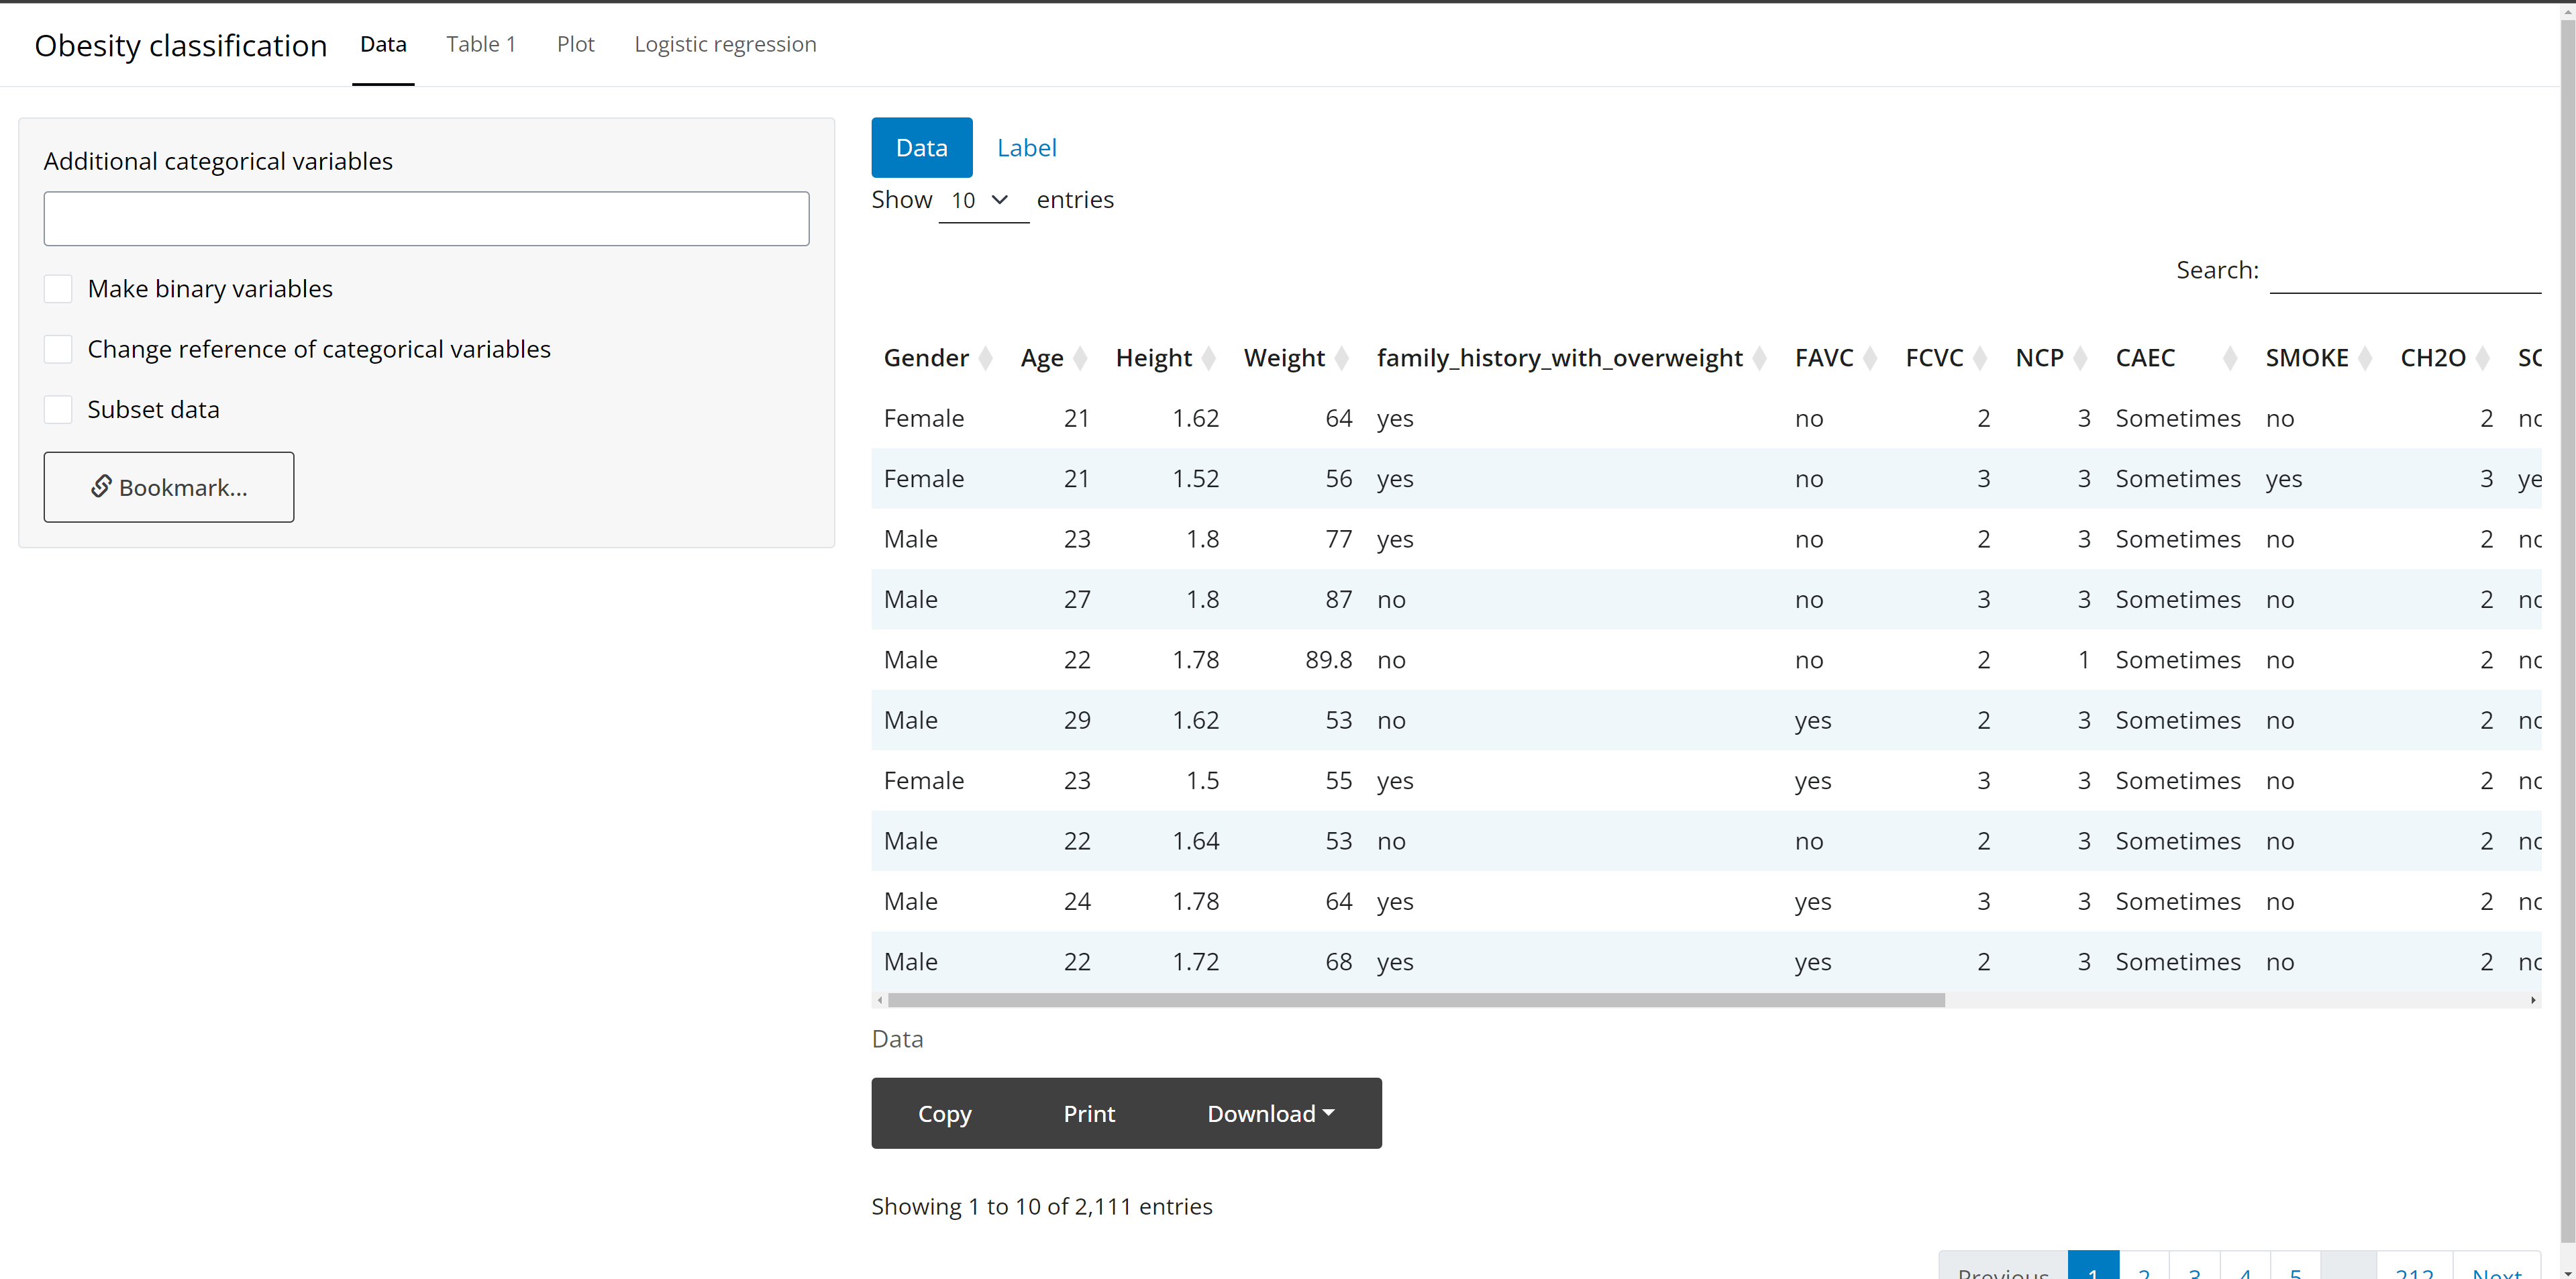 Obesity classification Data Table 1 Plot Logistic regression
Additional categorical variables
Make binary variables
Change reference of categorical variables
Subset data
Bookmark...
Data Label
Show 10 entries
Search:
Gender Age Height Weight family_history_with_overweight FAVC FCVC NCP CAEC SMOKE CH2O SC
Female 21 1.62 64 yes no 2 3 Sometimes no 2 no
Female 21 1.52 56 yes no 3 3 Sometimes yes 3 ye
Male 23 1.8 77 yes no 2 3 Sometimes no 2 no
Male 27 1.8 87 no no 3 3 Sometimes no 2 no
Male 22 1.78 89.8 no no 2 1 Sometimes no 2 no
Male 29 1.62 53 no yes 2 3 Sometimes no 2 no
Female 23 1.5 55 yes yes 3 3 Sometimes no 2 no
Male 22 1.64 53 no no 2 3 Sometimes no 2 no
Male 24 1.78 64 yes yes 3 3 Sometimes no 2 no
Male 22 1.72 68 yes yes 2 3 Sometimes no 2 no
Data
Copy Print Download
Showing 1 to 10 of 2,111 entries
Previous 1 2 3 4 5 212 Next